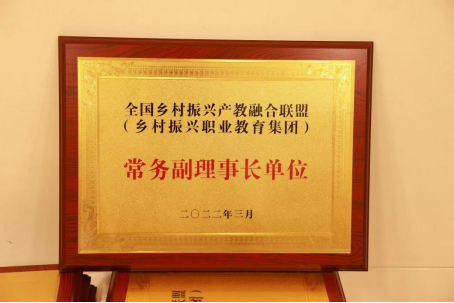 全国乡村振兴产教融合联盟
（乡村振兴职业教育集团）
常务副理事长单位
二〇二二年三月